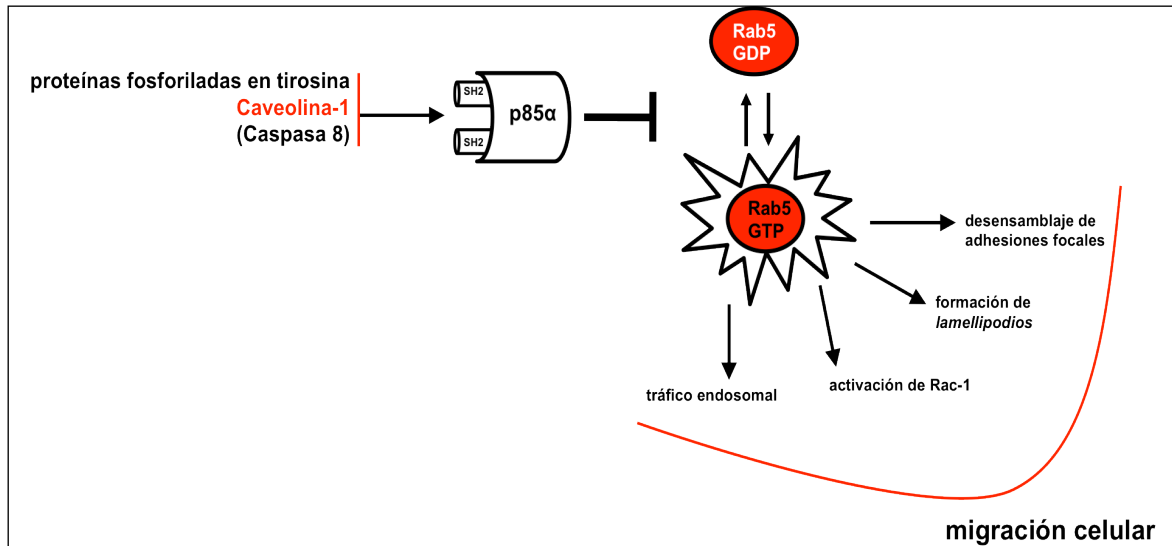 proteínas fosforiladas en tirosina
Caveolina-1
(Caspasa 8)
SH2
SH2
p85α
Rab5
GDP
Rab5
GTP
desensamblaje de
adhesiones focales
formación de
lamellipodios
activación de Rac-1
tráfico endosomal
migración celular